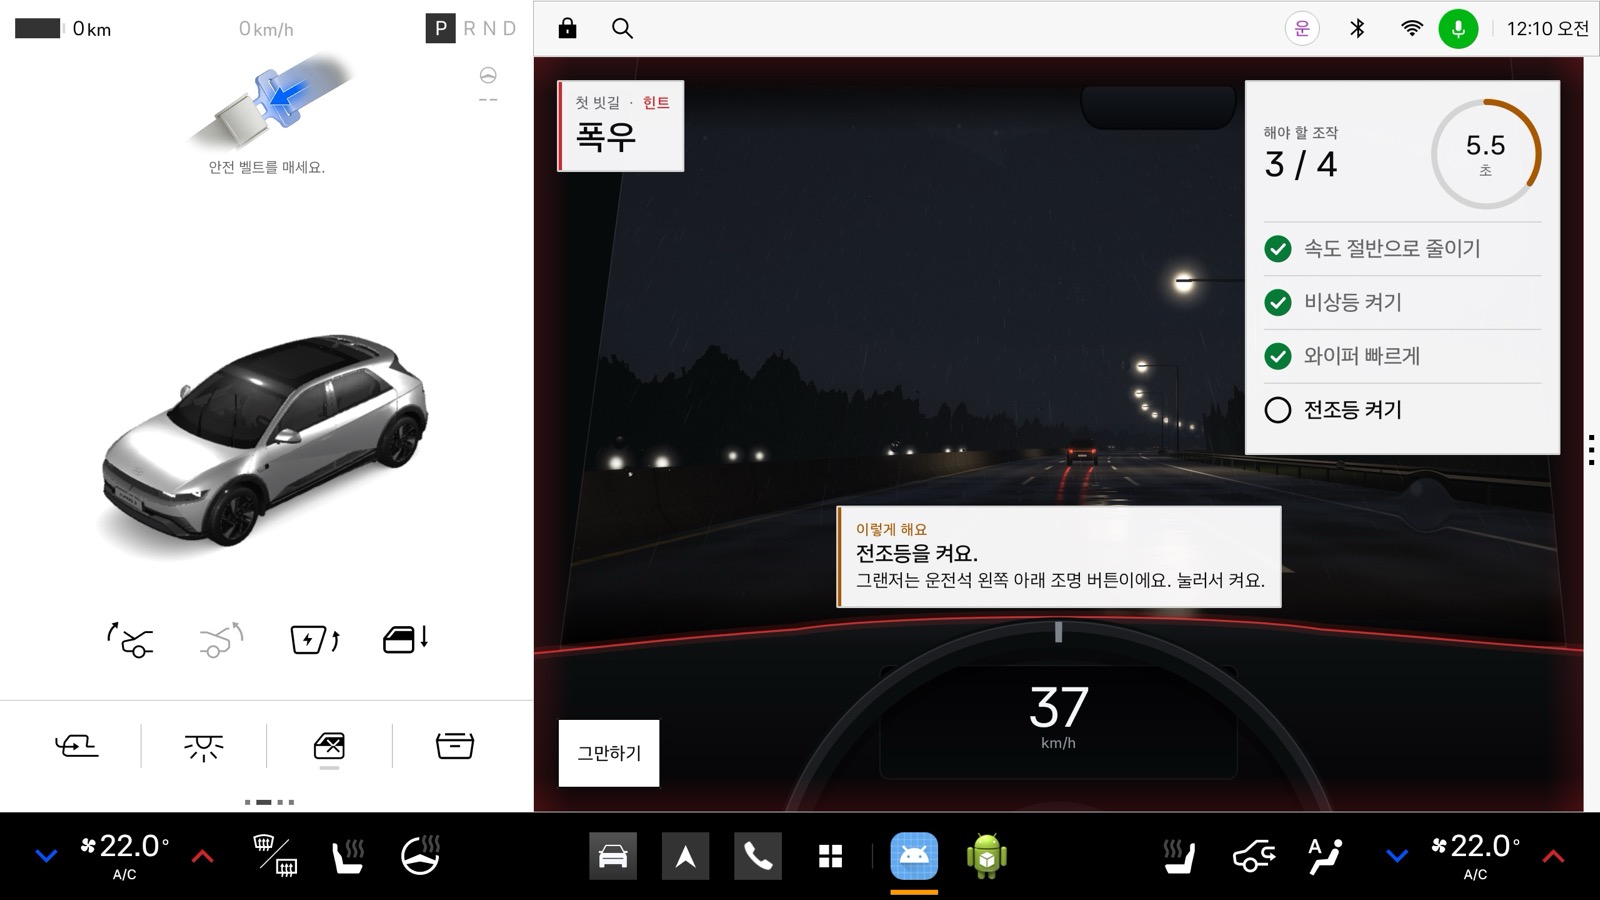 0 km
0 km/h
P R N D
--
안전 벨트를 매세요.
운
12:10 오전
첫 빗길 · 힌트
폭우
해야 할 조작
3 / 4
5.5
초
속도 절반으로 줄이기
비상등 켜기
와이퍼 빠르게
전조등 켜기
이렇게 해요
전조등을 켜요.
그랜저는 운전석 왼쪽 아래 조명 버튼이에요. 눌러서 켜요.
37
km/h
그만하기
22.0°
A/C
A
22.0°
A/C